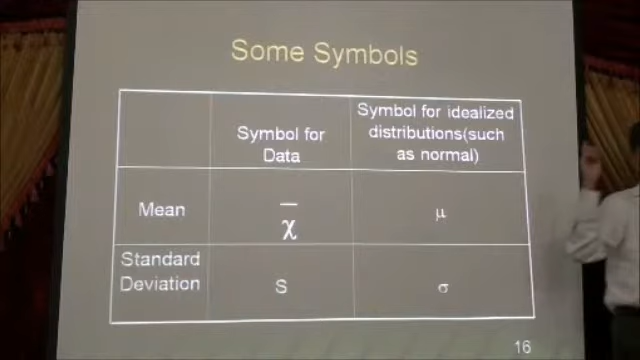 Some Symbols
Symbol for
Data
Symbol for idealized
distributions(such
as normal)
Mean
χ̅
μ
Standard
Deviation
S
σ
16